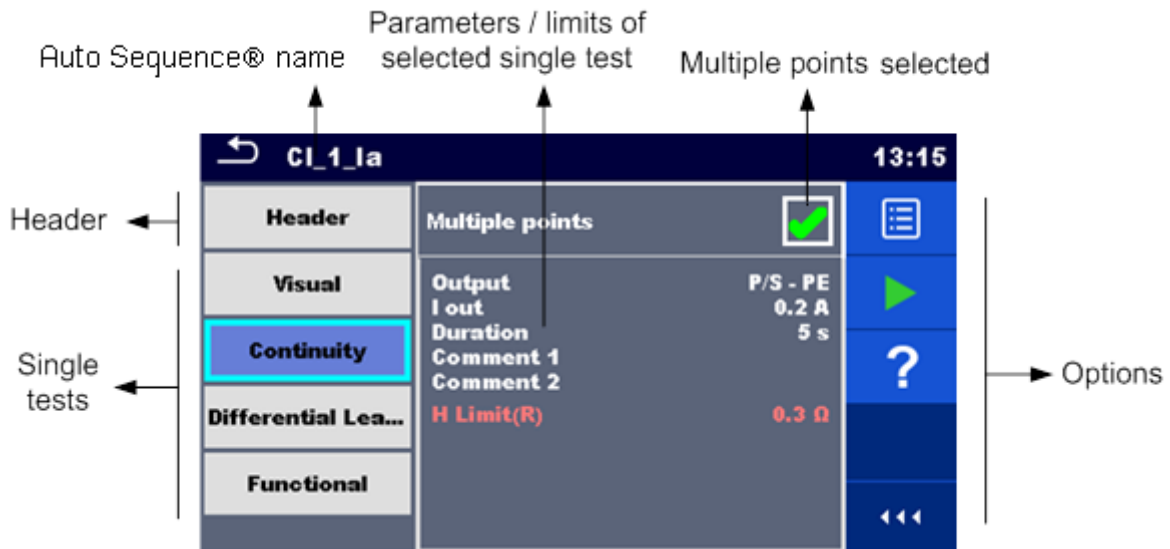 Parameters / limits of
selected single test
Auto Sequence® name
Multiple points selected
CI_1_Ia
13:15
Header
Header
Multiple points
Single
tests
Visual
Continuity
Differential Lea...
Functional
Output P/S - PE
I out 0.2 A
Duration 5 s
Comment 1
Comment 2
H Limit(R) 0.3 Ω
?
Options